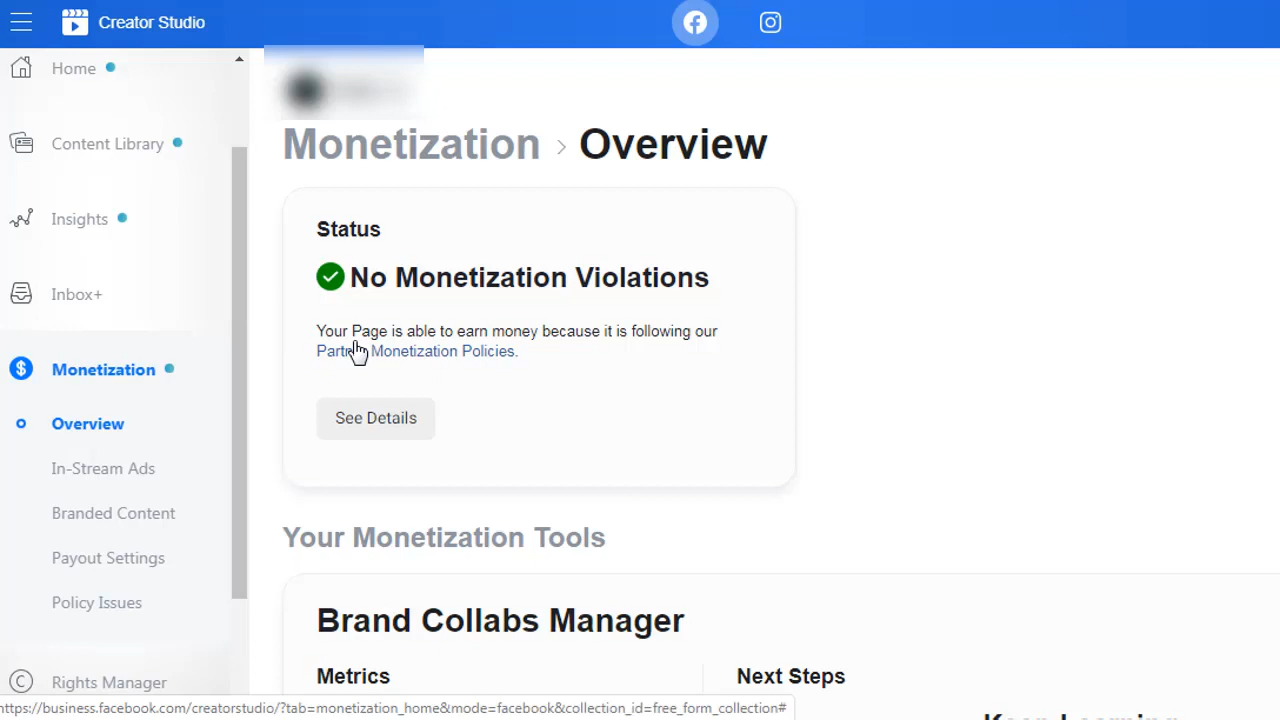 Creator Studio
Home
Content Library
Insights
Inbox+
Monetization
Overview
In-Stream Ads
Branded Content
Payout Settings
Policy Issues
Rights Manager
Monetization > Overview
Status
No Monetization Violations
Your Page is able to earn money because it is following our
Partner Monetization Policies.
See Details
Your Monetization Tools
Brand Collabs Manager
Metrics
Next Steps
Keep Learning
https://business.facebook.com/creatorstudio/?tab=monetization_home&mode=facebook&collection_id=free_form_collection#